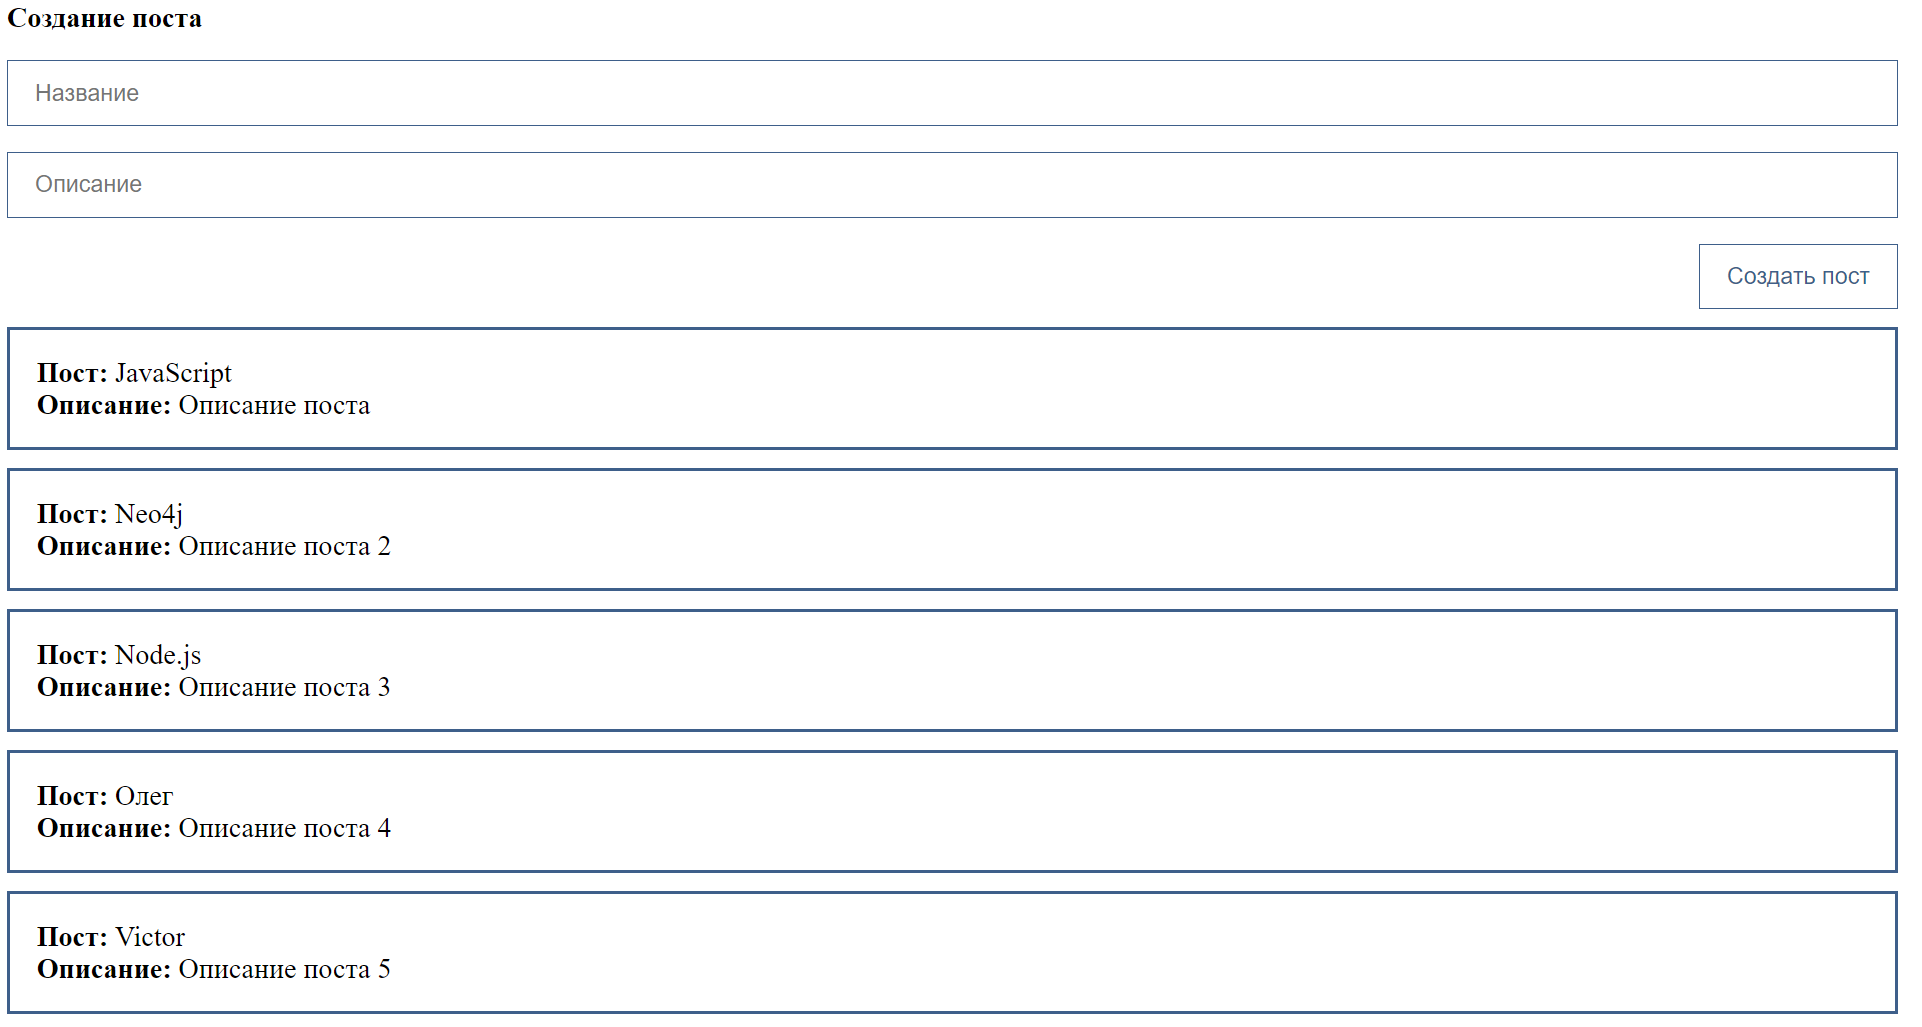 Создание поста
Название
Описание
Создать пост
Пост: JavaScript
Описание: Описание поста
Пост: Neo4j
Описание: Описание поста 2
Пост: Node.js
Описание: Описание поста 3
Пост: Олег
Описание: Описание поста 4
Пост: Victor
Описание: Описание поста 5